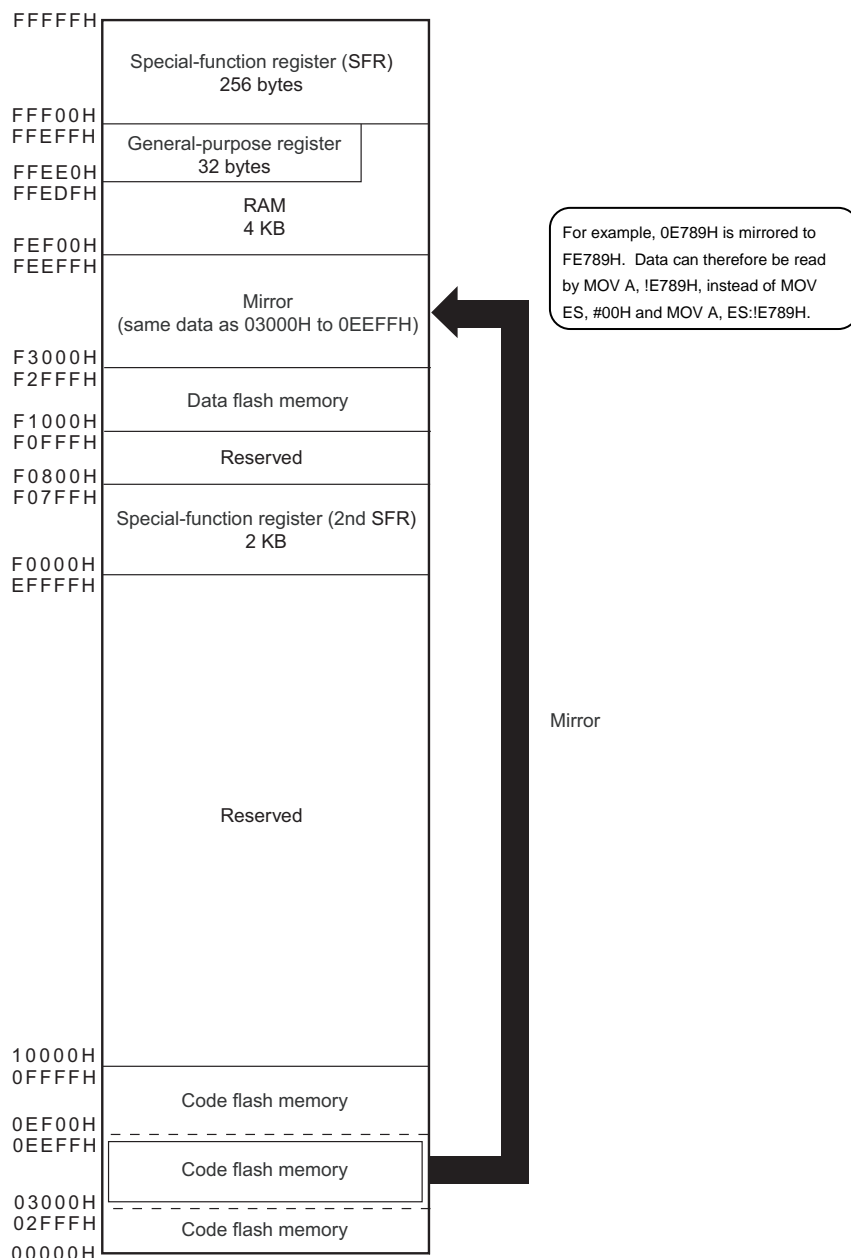 FFFFFH
Special-function register (SFR)
256 bytes
FFF00H
FFEFFH
General-purpose register
32 bytes
FFEE0H
FFEDFH
RAM
4 KB
FEF00H
FEEFFH
Mirror
(same data as 03000H to 0EEFFH)
For example, 0E789H is mirrored to
FE789H. Data can therefore be read
by MOV A, !E789H, instead of MOV
ES, #00H and MOV A, ES:!E789H.
F3000H
F2FFFH
Data flash memory
F1000H
F0FFFH
Reserved
F0800H
F07FFH
Special-function register (2nd SFR)
2 KB
F0000H
EFFFFH
Mirror
Reserved
10000H
0FFFFH
Code flash memory
0EF00H
0EEFFH
Code flash memory
03000H
02FFFH
Code flash memory
00000H